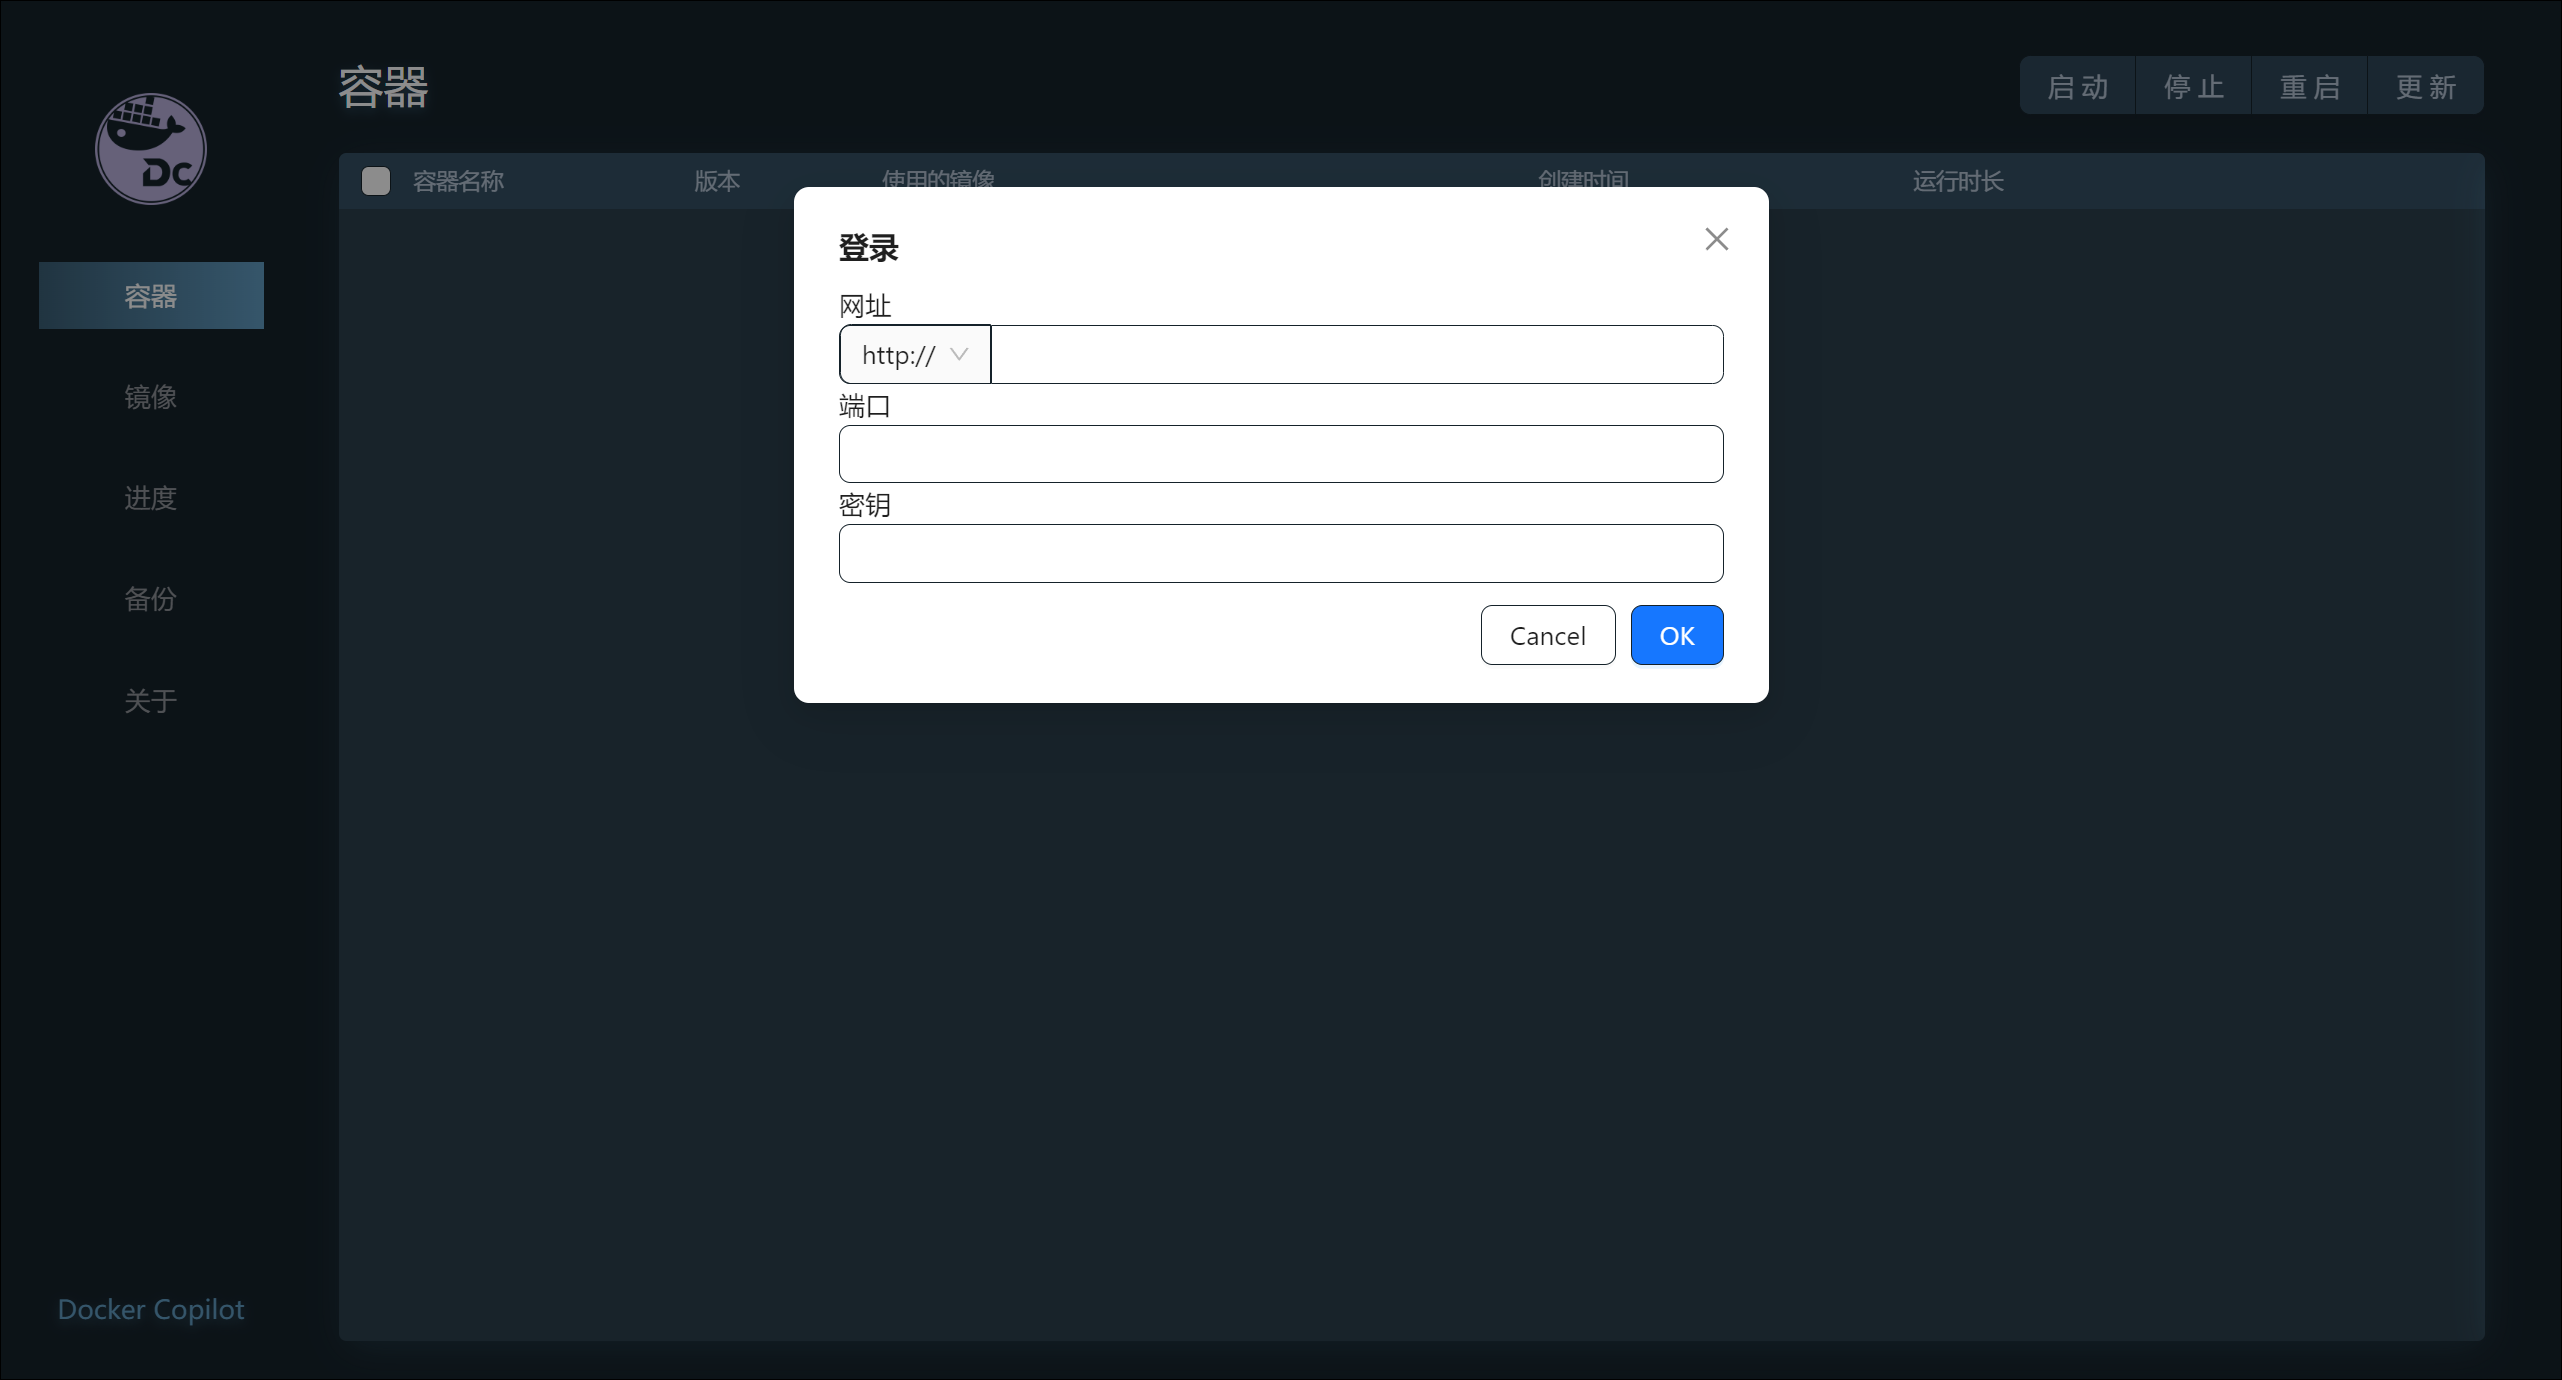 容器
启动 停止 重启 更新
DC
容器名称 版本 使用的镜像 创建时间 运行时长
登录
网址
http://
端口
密钥
Cancel OK
容器
镜像
进度
备份
关于
Docker Copilot